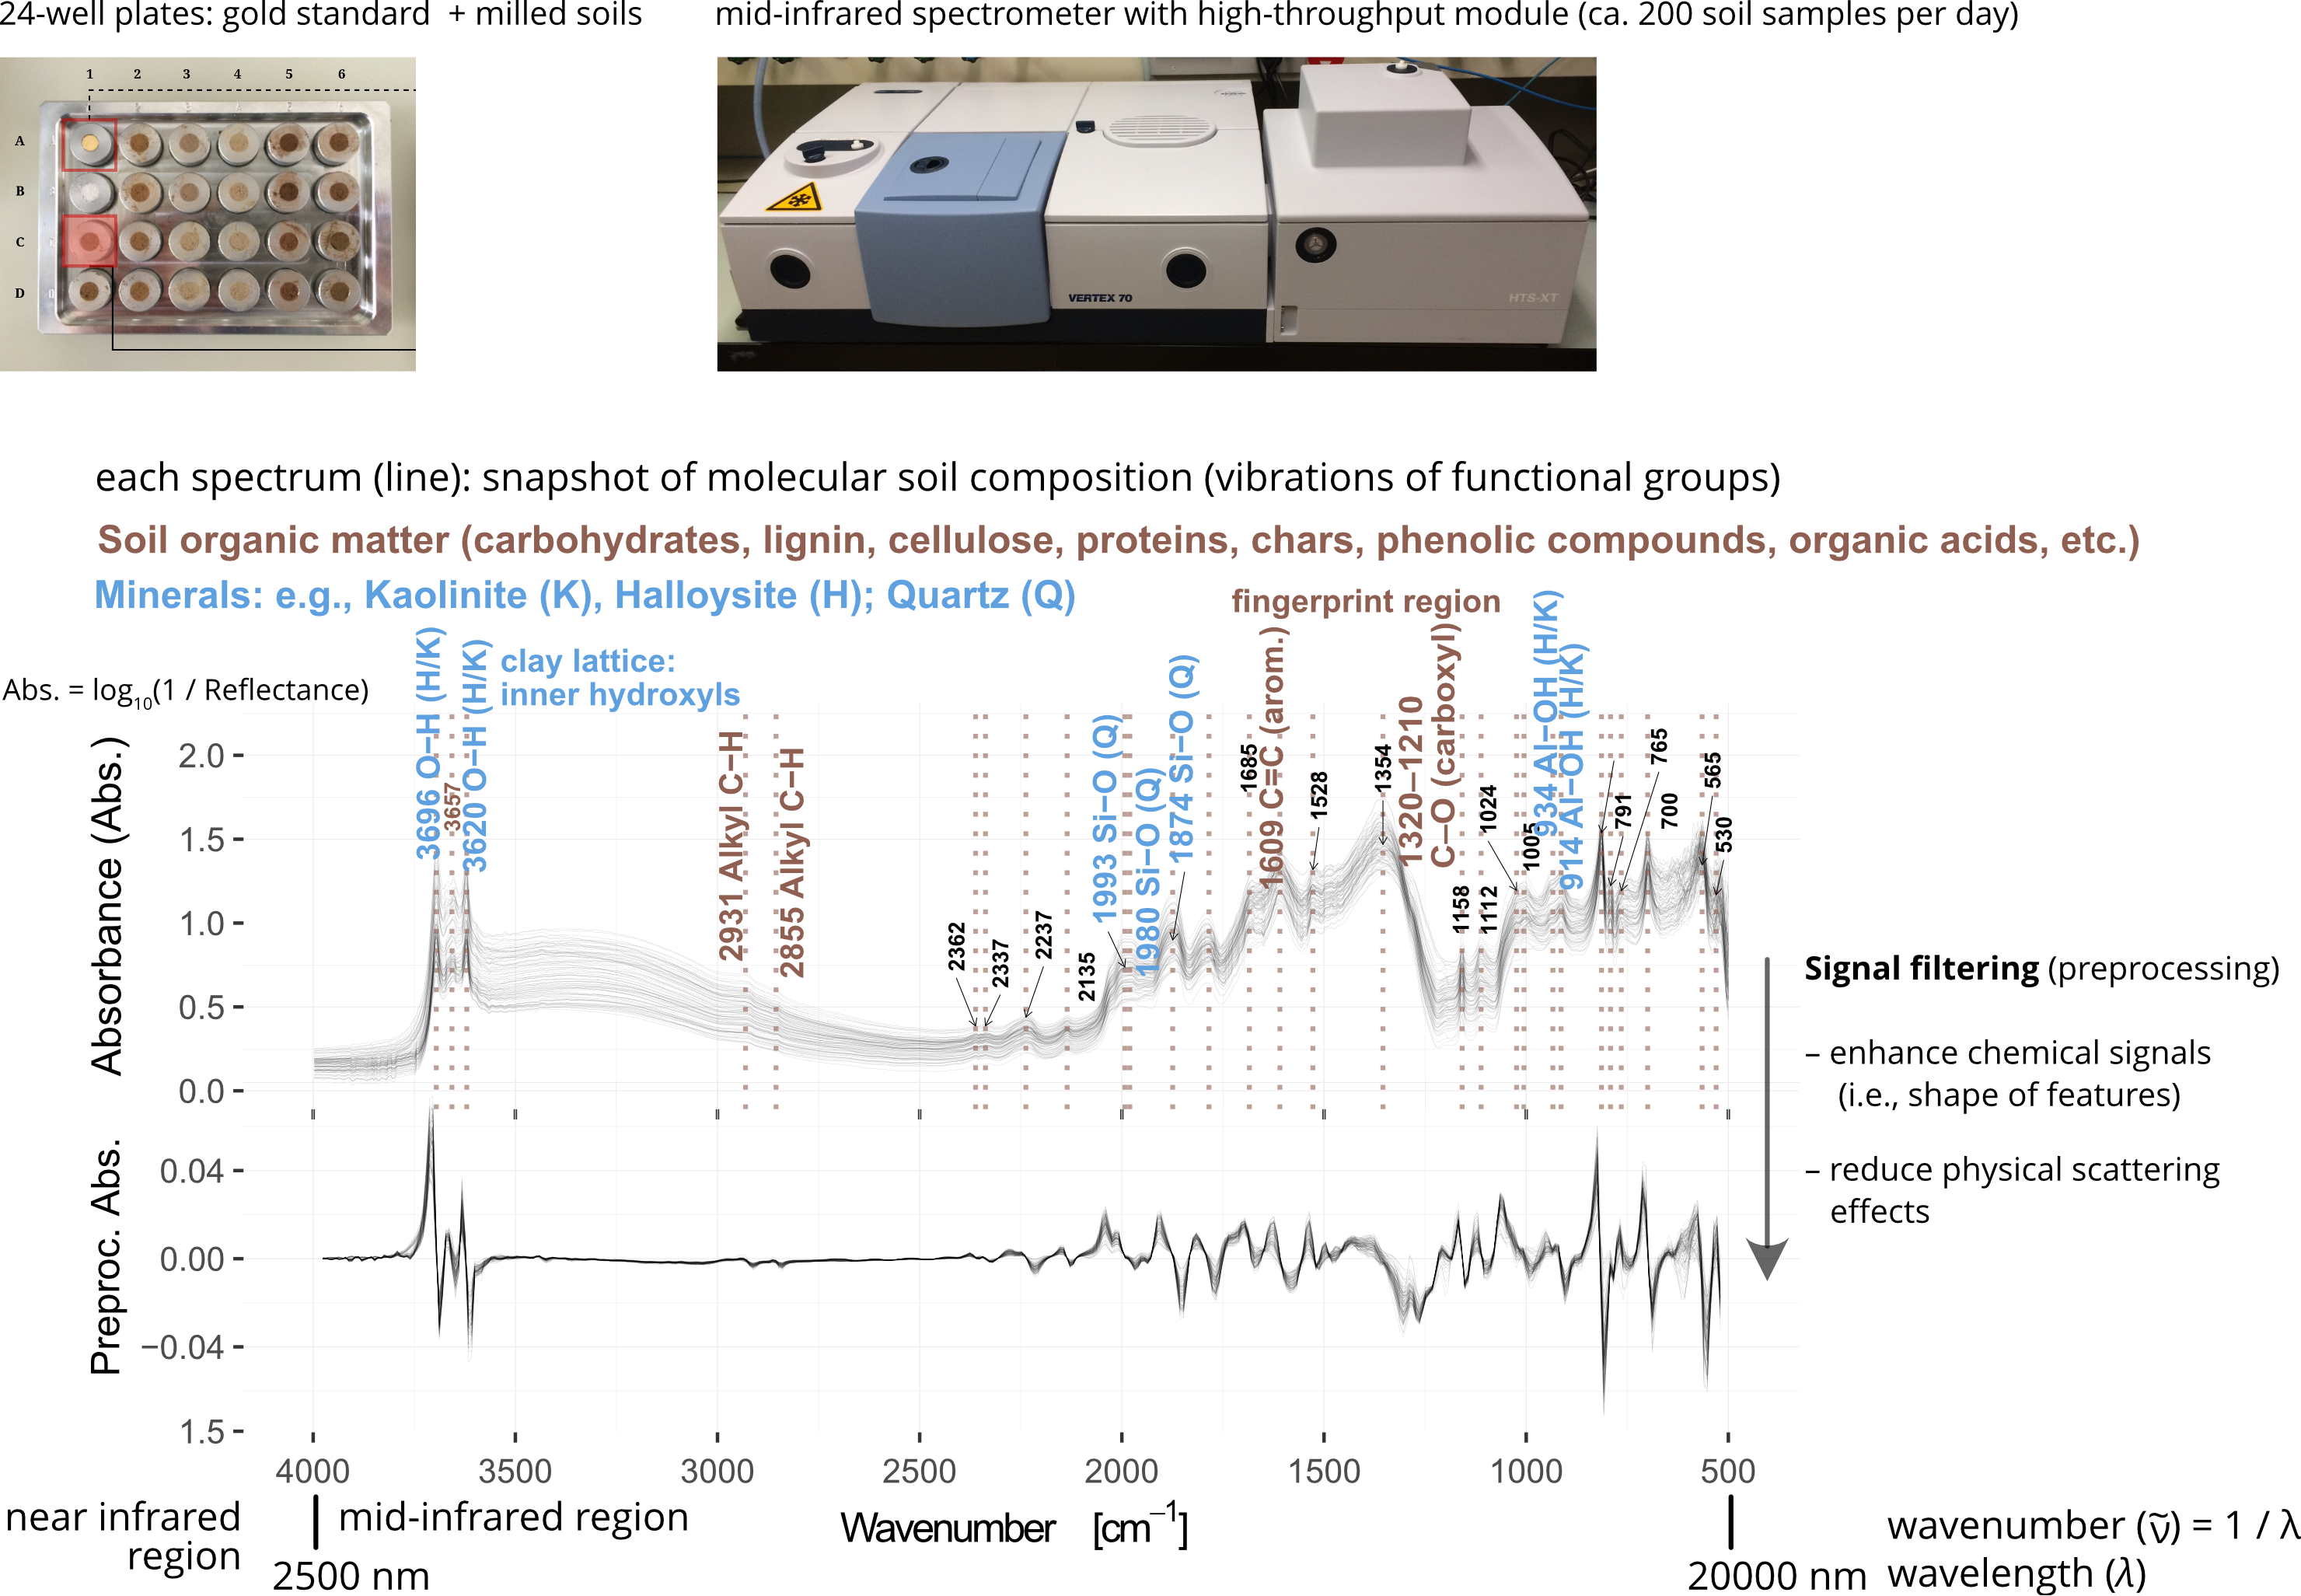 24-well plates: gold standard + milled soils
mid-infrared spectrometer with high-throughput module (ca. 200 soil samples per day)
1 2 3 4 5 6
A
B
C
D
VERTEX 70
HTS-XT
each spectrum (line): snapshot of molecular soil composition (vibrations of functional groups)
Soil organic matter (carbohydrates, lignin, cellulose, proteins, chars, phenolic compounds, organic acids, etc.)
Minerals: e.g., Kaolinite (K), Halloysite (H); Quartz (Q)
fingerprint region
clay lattice:
inner hydroxyls
Abs. = log10(1 / Reflectance)
3696 O−H (H/K)
3657
3620 O−H (H/K)
2931 Alkyl C−H
2855 Alkyl C−H
2362
2337
2237
2135
1993 Si−O (Q)
1980 Si−O (Q)
1874 Si−O (Q)
1685
1609 C=C (arom.)
1528
1354
1320−1210
C−O (carboxyl)
1158
1112
1024
1005
934 Al−OH (H/K)
914 Al−OH (H/K)
791
765
700
565
530
Absorbance (Abs.)
2.0
1.5
1.0
0.5
0.0
Preproc. Abs.
0.04
0.00
−0.04
1.5
Signal filtering (preprocessing)
– enhance chemical signals
(i.e., shape of features)
– reduce physical scattering
effects
4000 3500 3000 2500 2000 1500 1000 500
near infrared
region
mid-infrared region
Wavenumber [cm−1]
2500 nm
20000 nm
wavenumber (ṽ) = 1 / λ
wavelength (λ)